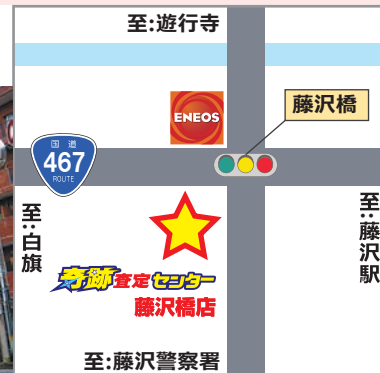 至:遊行寺
ENEOS
藤沢橋
国道
467
ROUTE
至:白旗
至:藤沢駅
奇跡査定センター
藤沢橋店
至:藤沢警察署